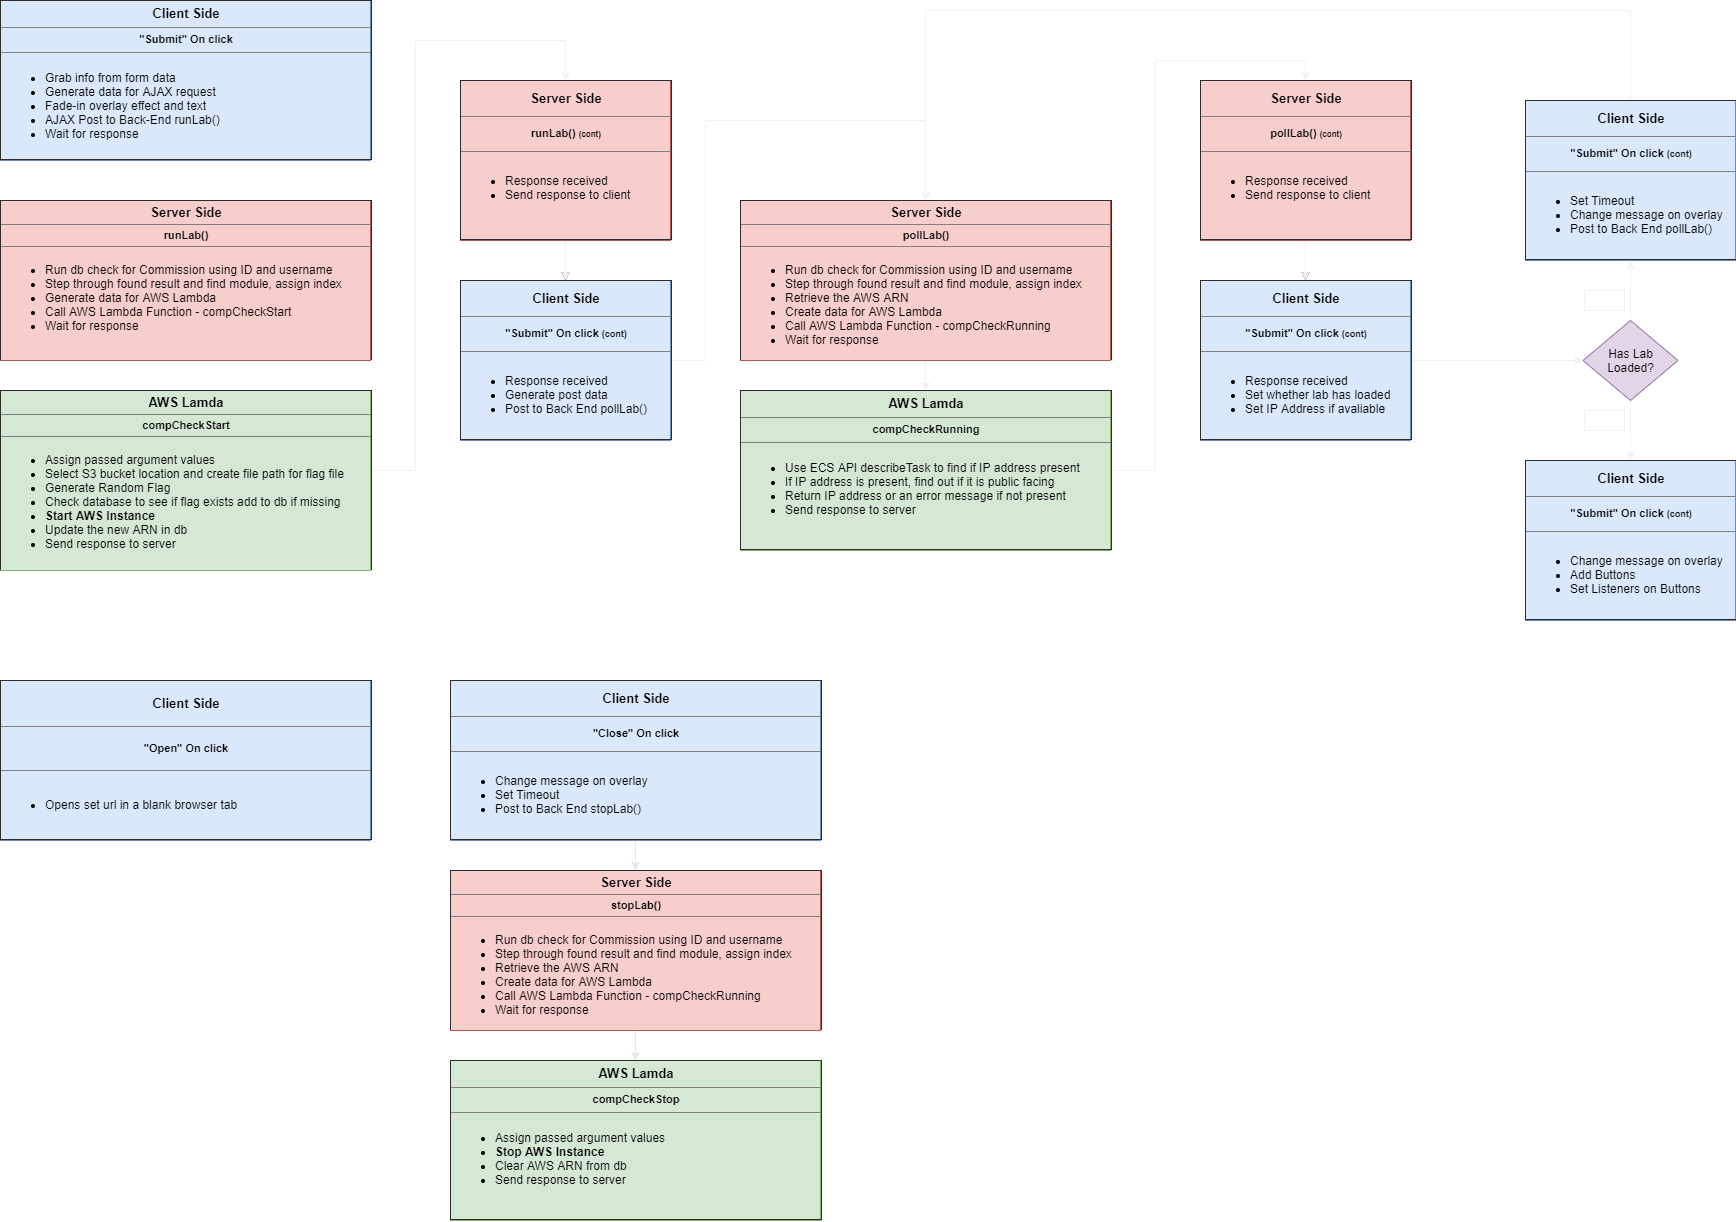 Client Side
"Submit" On click
Grab info from form data
Generate data for AJAX request
Fade-in overlay effect and text
AJAX Post to Back-End runLab()
Wait for response
Server Side
runLab()
Run db check for Commission using ID and username
Step through found result and find module, assign index
Generate data for AWS Lambda
Call AWS Lambda Function - compCheckStart
Wait for response
AWS Lamda
compCheckStart
Assign passed argument values
Select S3 bucket location and create file path for flag file
Generate Random Flag
Check database to see if flag exists add to db if missing
Start AWS Instance
Update the new ARN in db
Send response to server
Server Side
runLab() (cont)
Response received
Send response to client
Client Side
"Submit" On click (cont)
Response received
Generate post data
Post to Back End pollLab()
Server Side
pollLab()
Run db check for Commission using ID and username
Step through found result and find module, assign index
Retrieve the AWS ARN
Create data for AWS Lambda
Call AWS Lambda Function - compCheckRunning
Wait for response
AWS Lamda
compCheckRunning
Use ECS API describeTask to find if IP address present
If IP address is present, find out if it is public facing
Return IP address or an error message if not present
Send response to server
Server Side
pollLab() (cont)
Response received
Send response to client
Client Side
"Submit" On click (cont)
Response received
Set whether lab has loaded
Set IP Address if avaliable
Has Lab
Loaded?
Client Side
"Submit" On click (cont)
Set Timeout
Change message on overlay
Post to Back End pollLab()
Client Side
"Submit" On click (cont)
Change message on overlay
Add Buttons
Set Listeners on Buttons
Client Side
"Open" On click
Opens set url in a blank browser tab
Client Side
"Close" On click
Change message on overlay
Set Timeout
Post to Back End stopLab()
Server Side
stopLab()
Run db check for Commission using ID and username
Step through found result and find module, assign index
Retrieve the AWS ARN
Create data for AWS Lambda
Call AWS Lambda Function - compCheckRunning
Wait for response
AWS Lamda
compCheckStop
Assign passed argument values
Stop AWS Instance
Clear AWS ARN from db
Send response to server